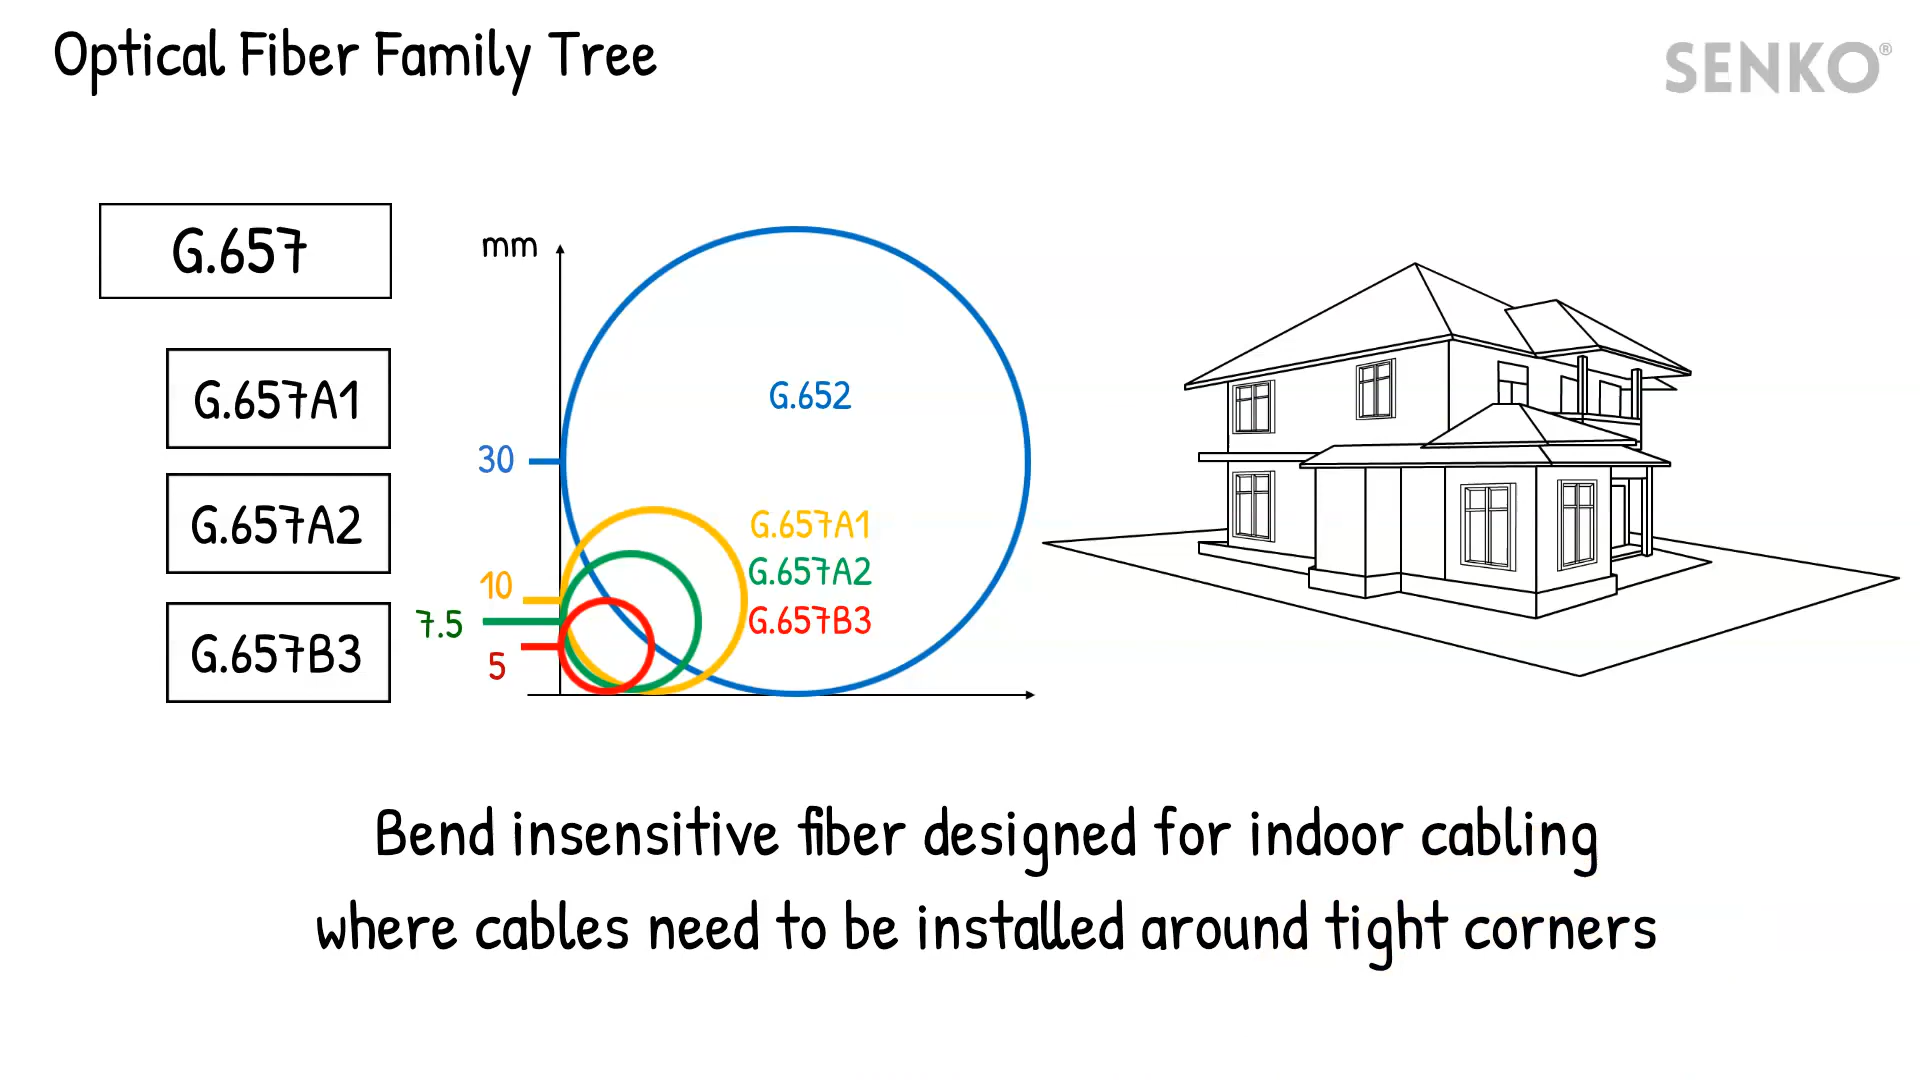 Optical Fiber Family Tree
SENKO®
G.657
G.657A1
G.657A2
G.657B3
mm
30
10
7.5
5
G.652
G.657A1
G.657A2
G.657B3
Bend insensitive fiber designed for indoor cabling
where cables need to be installed around tight corners